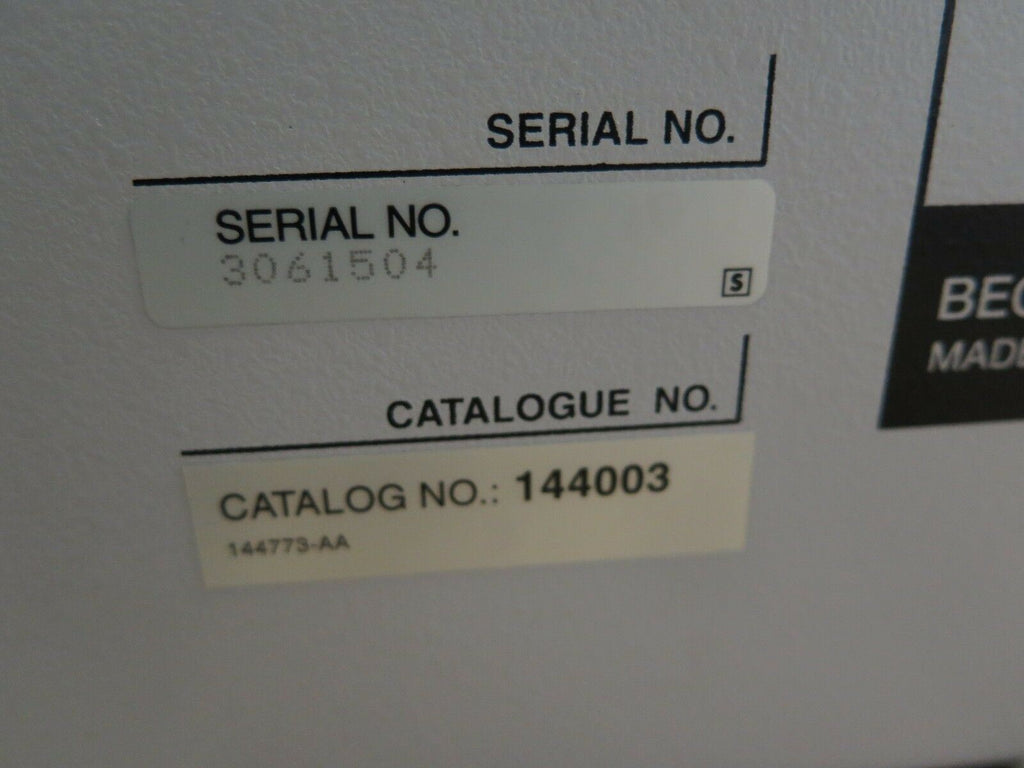 SERIAL NO.
SERIAL NO.
3061504
S
CATALOGUE NO.
CATALOG NO.: 144003
144773-AA